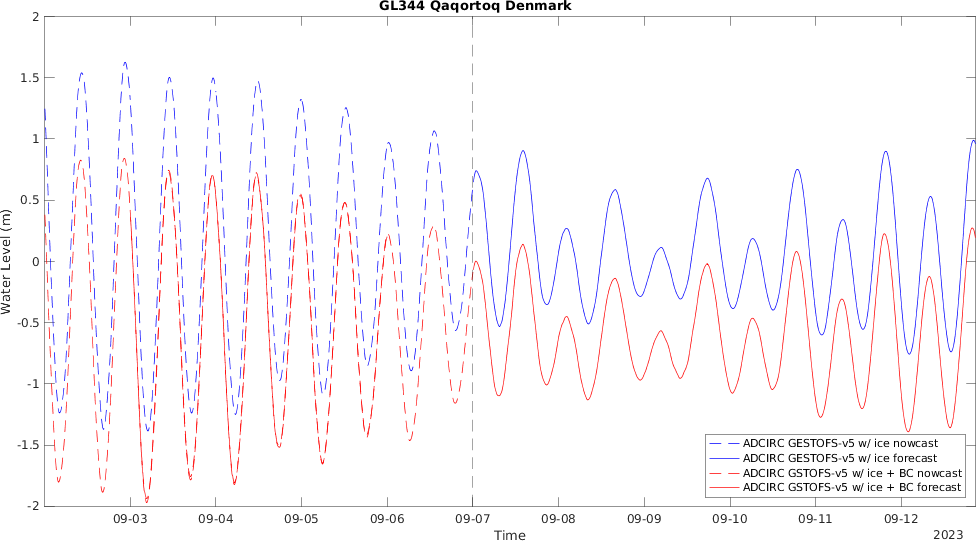 GL344 Qaqortoq Denmark
2
1.5
1
0.5
0
-0.5
-1
-1.5
-2
Water Level (m)
ADCIRC GESTOFS-v5 w/ ice nowcast
ADCIRC GESTOFS-v5 w/ ice forecast
ADCIRC GSTOFS-v5 w/ ice + BC nowcast
ADCIRC GSTOFS-v5 w/ ice + BC forecast
09-03 09-04 09-05 09-06 09-07 09-08 09-09 09-10 09-11 09-12
Time
2023